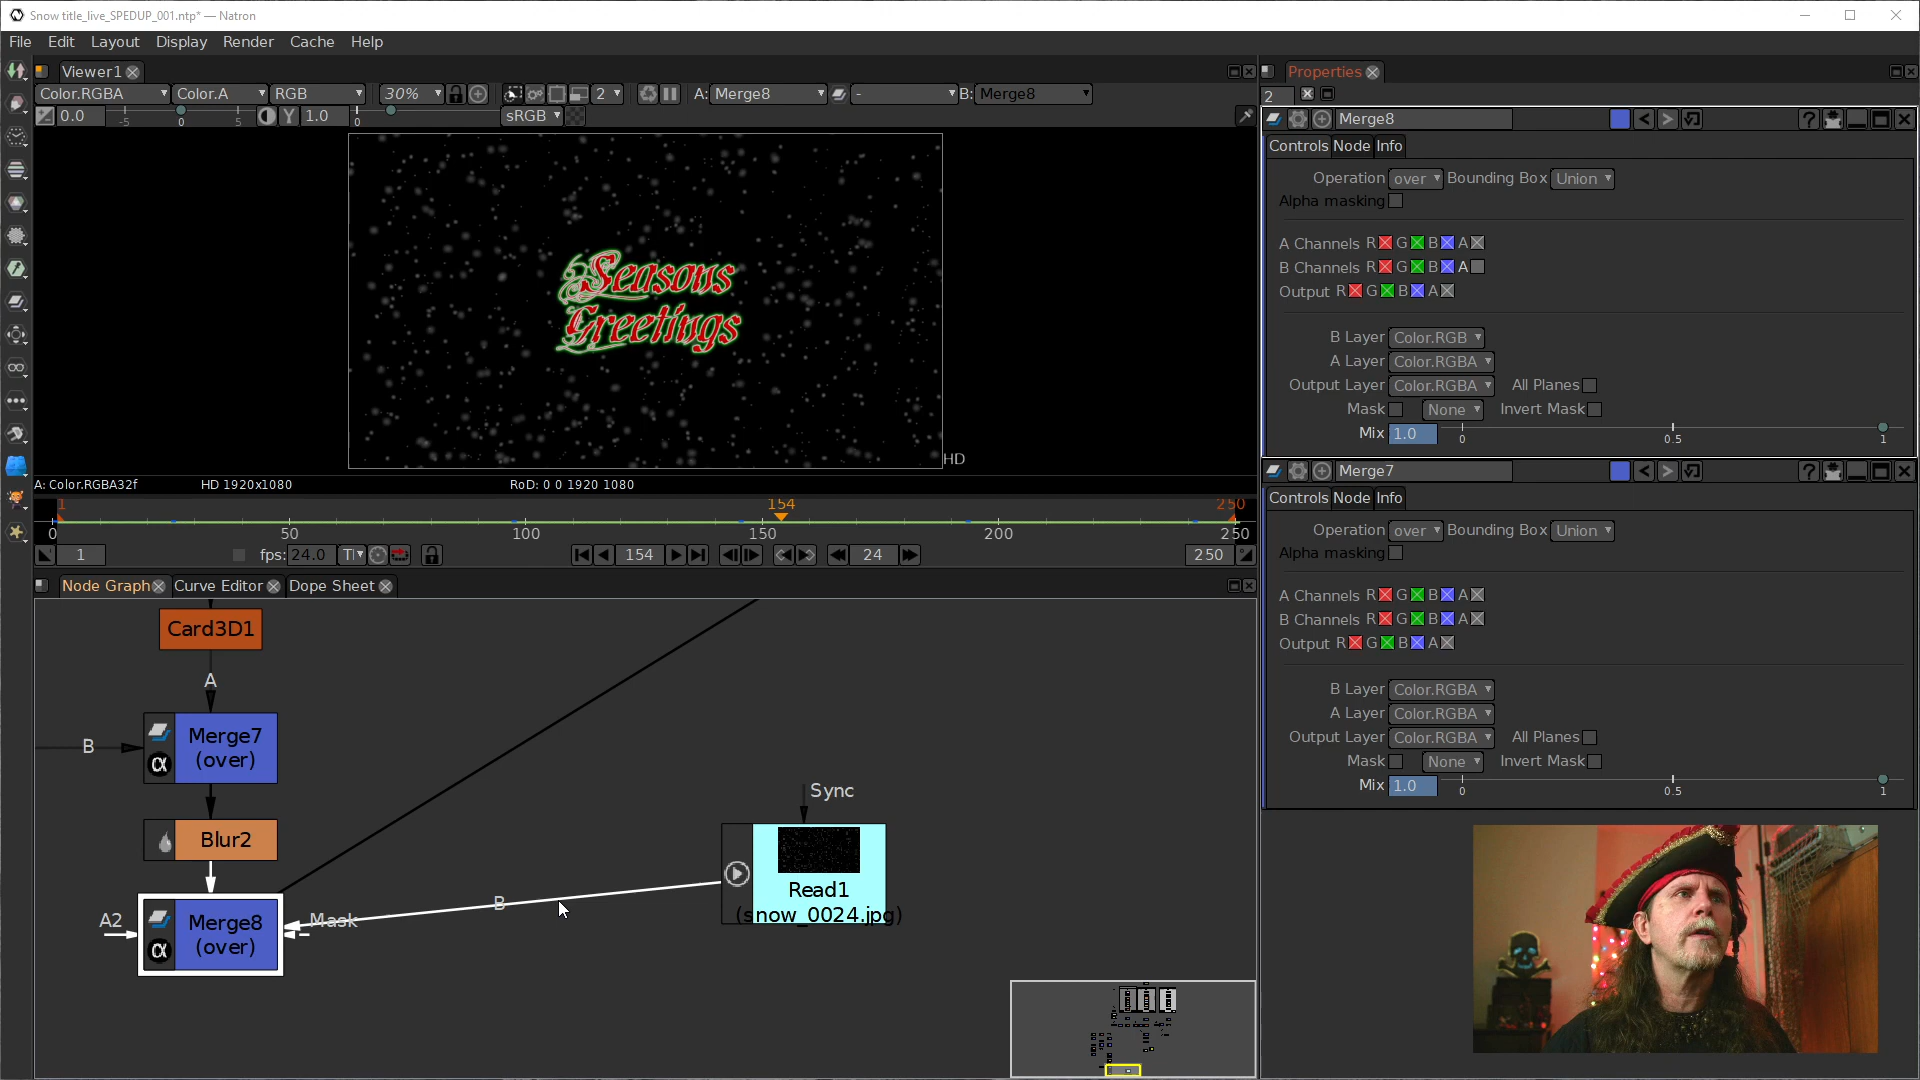 Snow title_live_SPEDUP_001.ntp* — Natron
File Edit Layout Display Render Cache Help
Viewer1
Color.RGBA Color.A RGB 30% 2 A: Merge8 - B: Merge8
0.0 -5 0 5 Y 1.0 0 sRGB
Seasons
Greetings
HD
A: Color.RGBA32f HD 1920x1080 RoD: 0 0 1920 1080
1 154 250
0 50 100 150 200 250
1 fps: 24.0 154 24 250
Node Graph Curve Editor Dope Sheet
Card3D1
A
B
Merge7
(over)
Blur2
A2
Merge8
(over)
Mask
B
Sync
Read1
(snow_0024.jpg)
Properties
2
Merge8
?
Controls Node Info
Operation over Bounding Box Union
Alpha masking
A Channels R G B A
B Channels R G B A
Output R G B A
B Layer Color.RGB
A Layer Color.RGBA
Output Layer Color.RGBA All Planes
Mask None Invert Mask
Mix 1.0 0 0.5 1
Merge7
?
Controls Node Info
Operation over Bounding Box Union
Alpha masking
A Channels R G B A
B Channels R G B A
Output R G B A
B Layer Color.RGBA
A Layer Color.RGBA
Output Layer Color.RGBA All Planes
Mask None Invert Mask
Mix 1.0 0 0.5 1